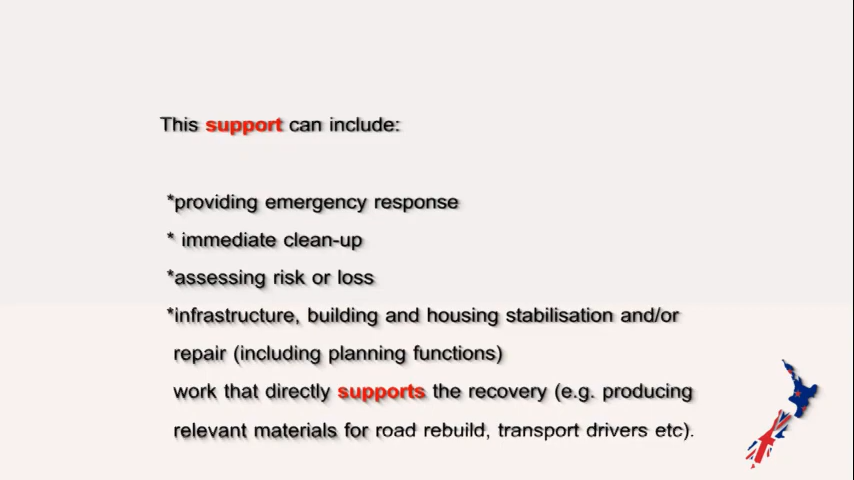 This support can include:
*providing emergency response
* immediate clean-up
*assessing risk or loss
*infrastructure, building and housing stabilisation and/or
repair (including planning functions)
work that directly supports the recovery (e.g. producing
relevant materials for road rebuild, transport drivers etc).